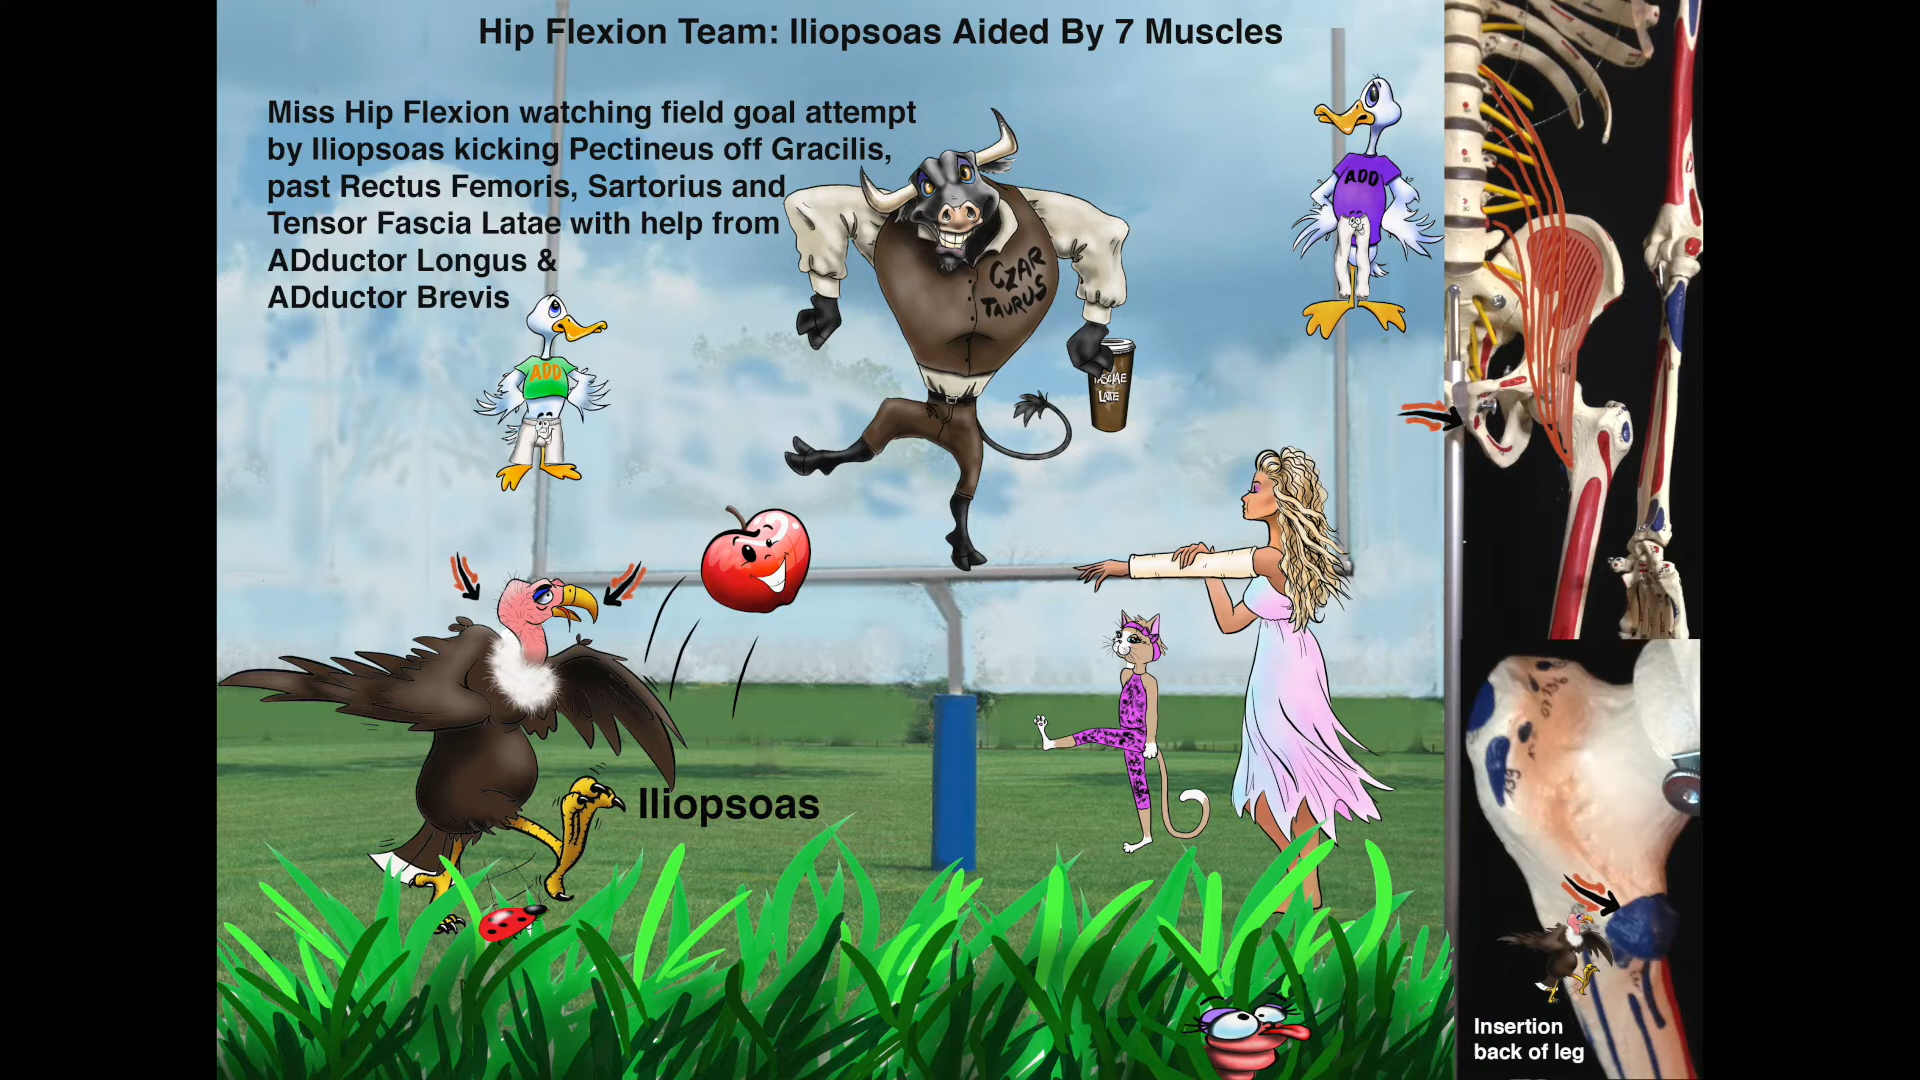 Hip Flexion Team: Iliopsoas Aided By 7 Muscles
Miss Hip Flexion watching field goal attempt
by Iliopsoas kicking Pectineus off Gracilis,
past Rectus Femoris, Sartorius and
Tensor Fascia Latae with help from
ADductor Longus &
ADductor Brevis
ADD
CZAR
TAURUS
LATTE
ADD
Iliopsoas
Insertion
back of leg